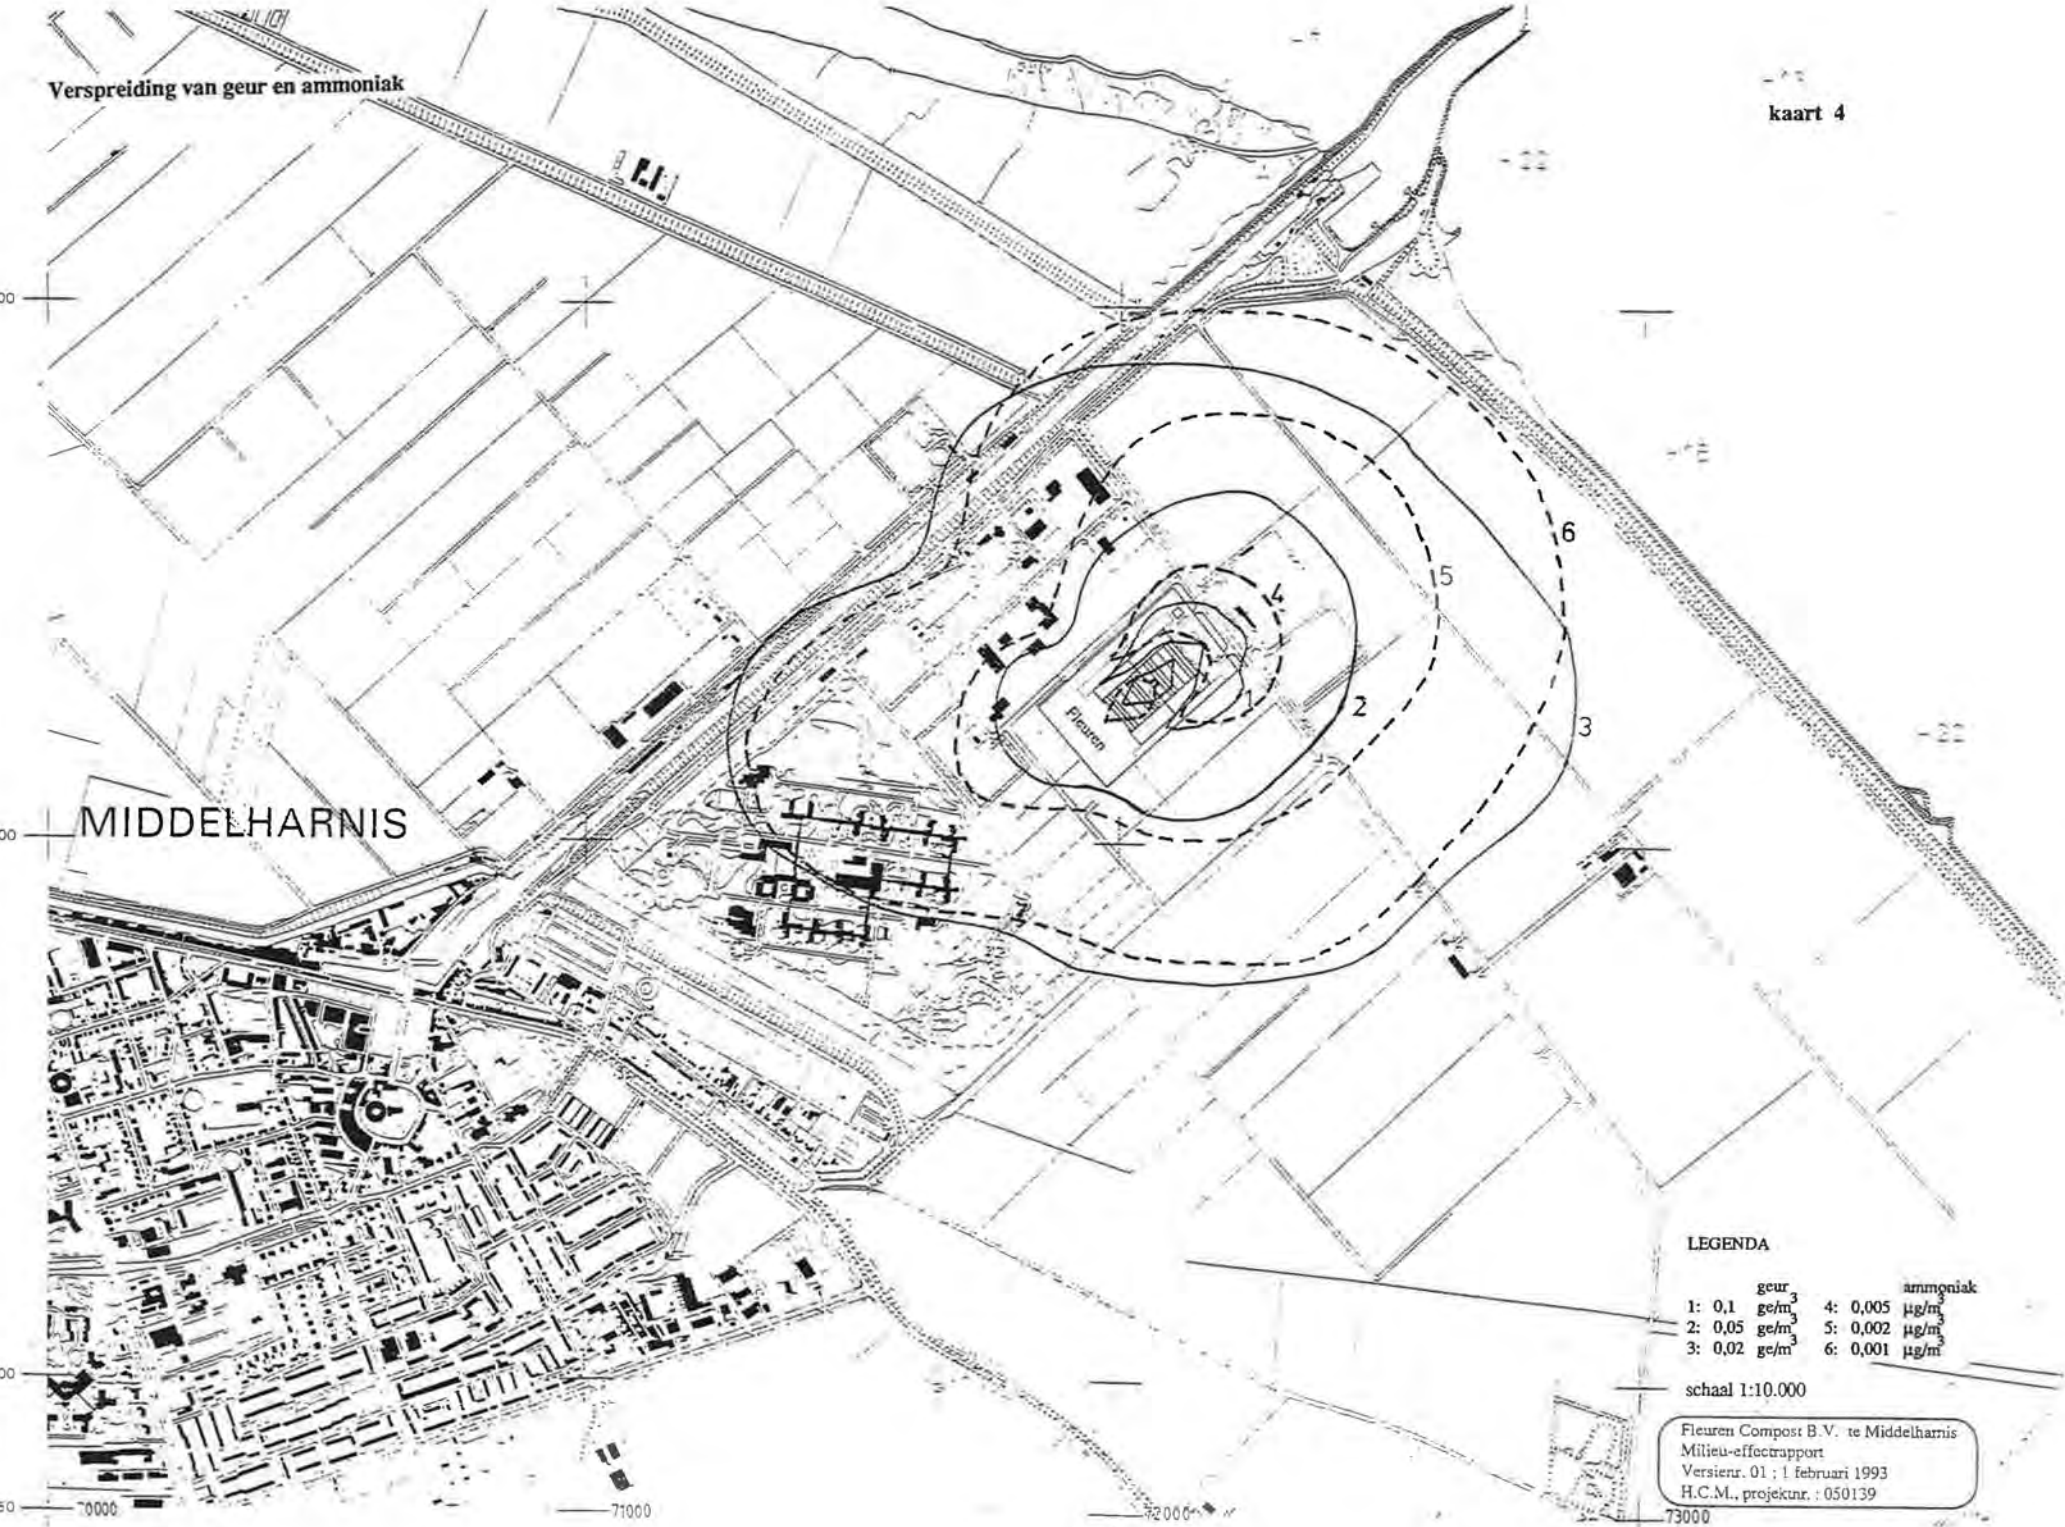 Verspreiding van geur en ammoniak
kaart 4
6
5
4
1
2
3
Fleuren
MIDDELHARNIS
LEGENDA
geur ammoniak
1: 0,1 ge/m³ 4: 0,005 µg/m³
2: 0,05 ge/m³ 5: 0,002 µg/m³
3: 0,02 ge/m³ 6: 0,001 µg/m³
schaal 1:10.000
Fleuren Compost B.V. te Middelharnis
Milieu-effectrapport
Versienr. 01 ; 1 februari 1993
H.C.M., projektnr. : 050139
71000
72000
73000